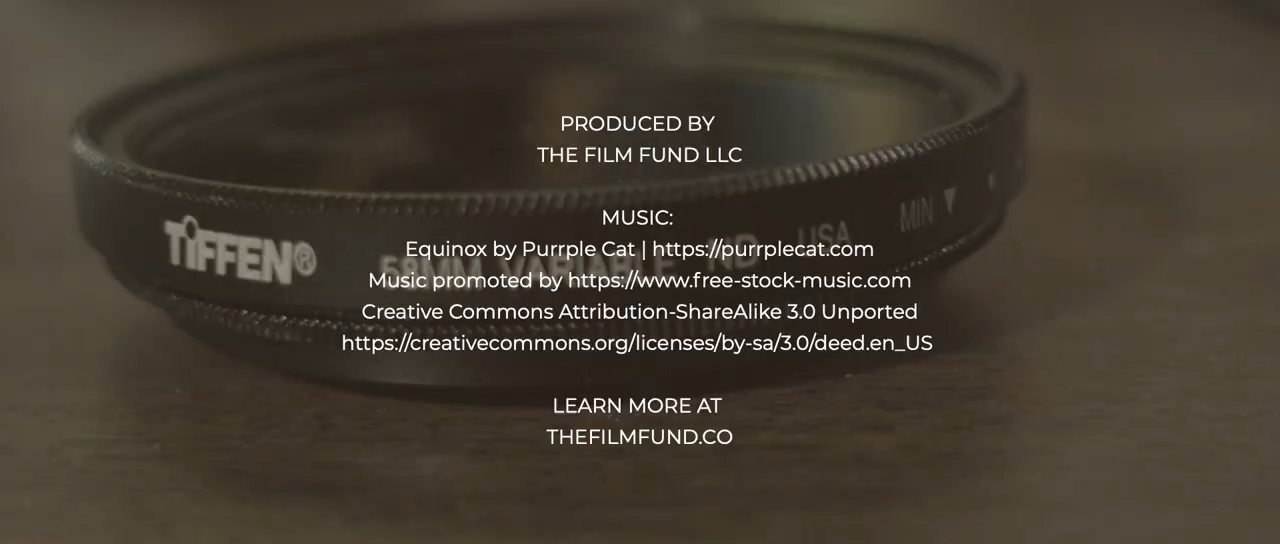 PRODUCED BY
THE FILM FUND LLC
MUSIC:
Equinox by Purrple Cat | https://purrplecat.com
Music promoted by https://www.free-stock-music.com
Creative Commons Attribution-ShareAlike 3.0 Unported
https://creativecommons.org/licenses/by-sa/3.0/deed.en_US
LEARN MORE AT
THEFILMFUND.CO
TiFFEN®
VARIABLE ND USA MIN